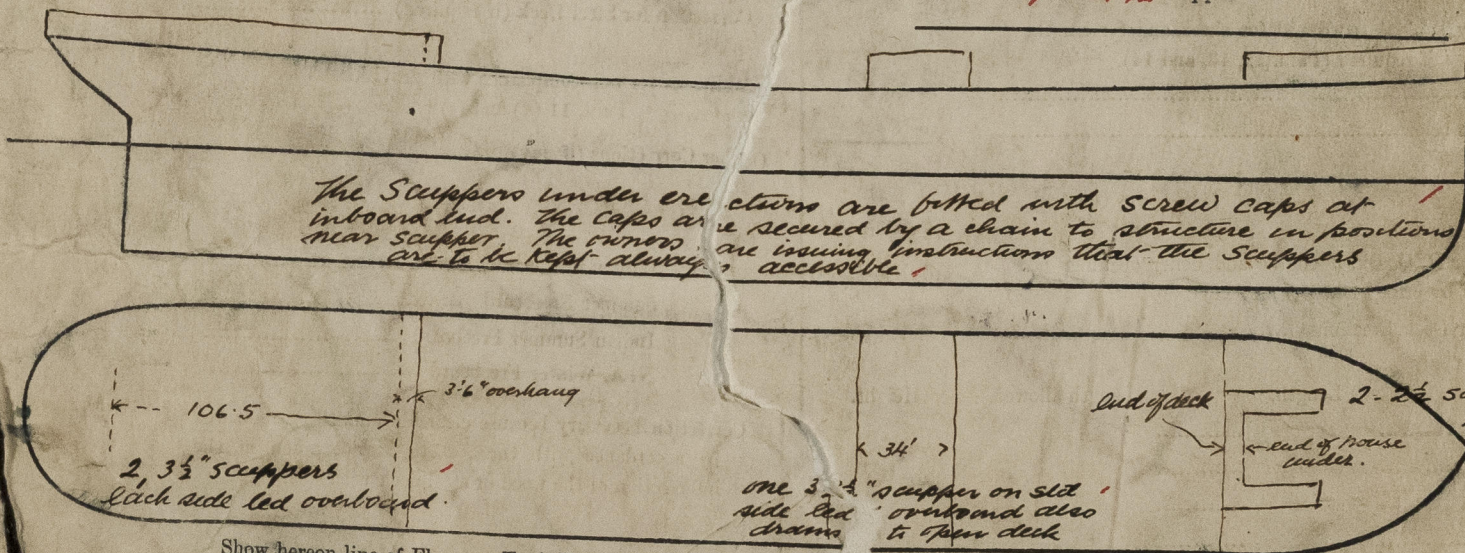 The Scuppers under erections are fitted with screw caps at
inboard end. The caps are secured by a chain to structure in positions
near scupper. The owners are issuing instructions that the scuppers
are to be kept always accessible
3'·6" overhang
106·5
2, 3½" scuppers
each side led overboard.
34'
one 3½" scupper on stbd
side led overboard also
drains to open deck
end of deck
2 - 2½
end of house
under.
Show hereon line of